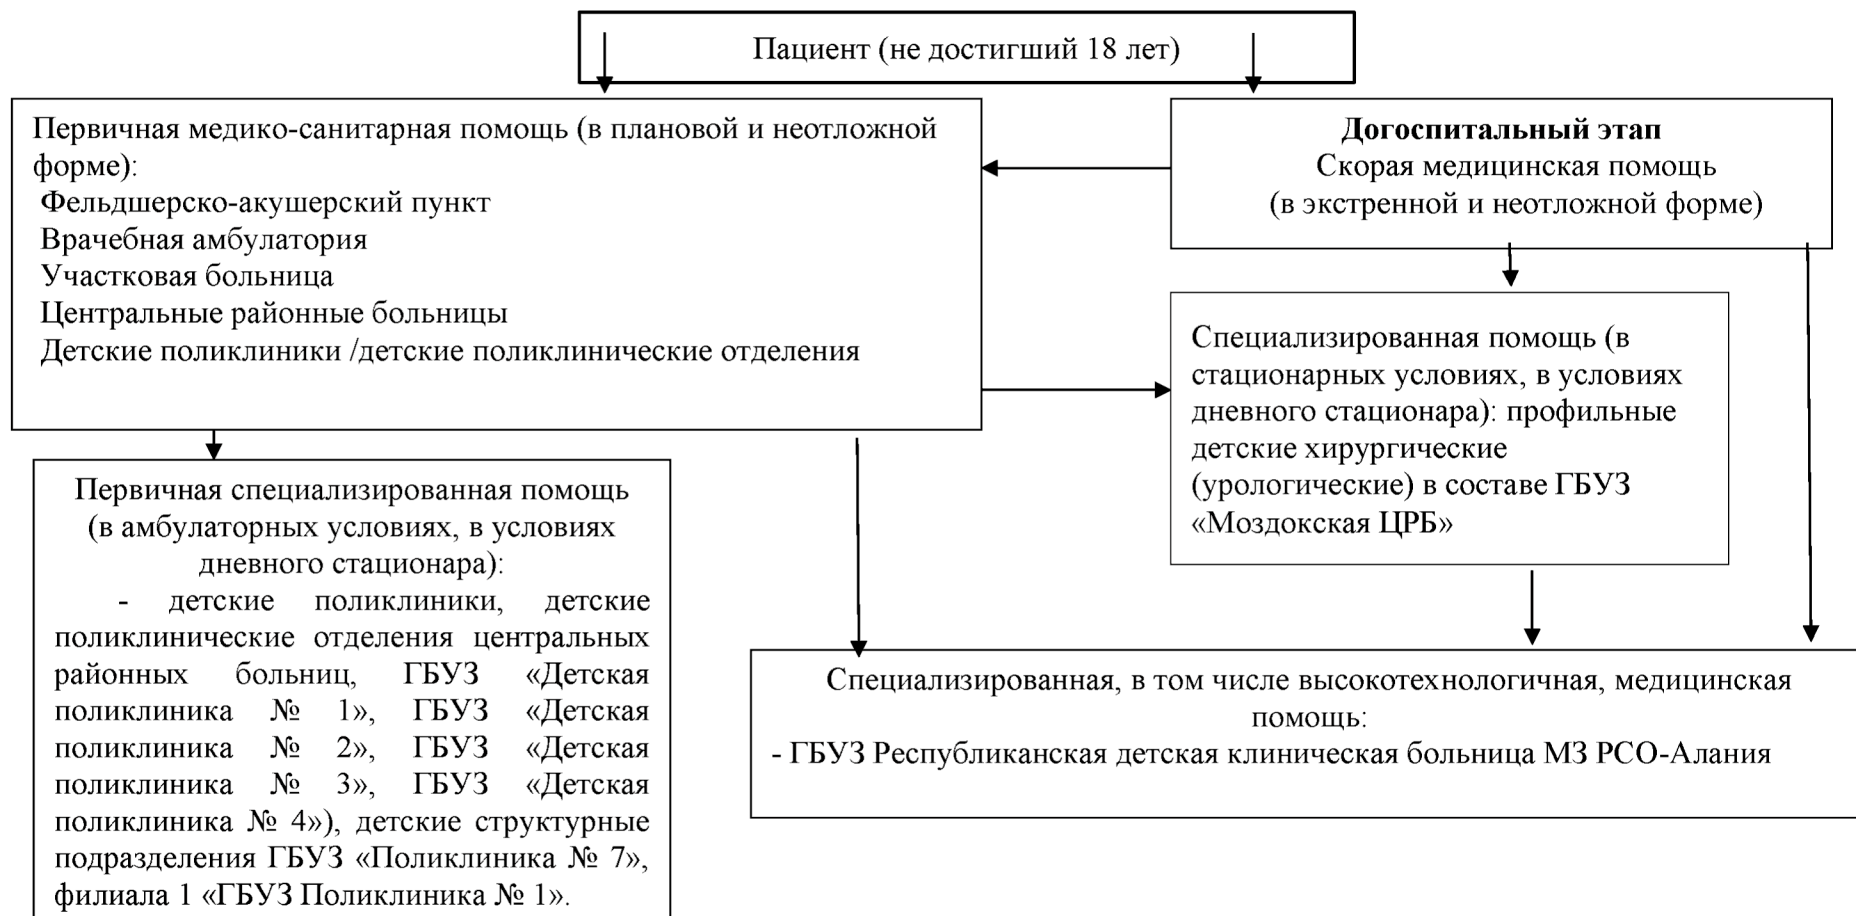 Пациент (не достигший 18 лет)
Первичная медико-санитарная помощь (в плановой и неотложной
форме):
Фельдшерско-акушерский пункт
Врачебная амбулатория
Участковая больница
Центральные районные больницы
Детские поликлиники /детские поликлинические отделения
Догоспитальный этап
Скорая медицинская помощь
(в экстренной и неотложной форме)
Специализированная помощь (в
стационарных условиях, в условиях
дневного стационара): профильные
детские хирургические
(урологические) в составе ГБУЗ
«Моздокская ЦРБ»
Первичная специализированная помощь
(в амбулаторных условиях, в условиях
дневного стационара):
- детские поликлиники, детские
поликлинические отделения центральных
районных больниц, ГБУЗ «Детская
поликлиника № 1», ГБУЗ «Детская
поликлиника № 2», ГБУЗ «Детская
поликлиника № 3», ГБУЗ «Детская
поликлиника № 4»), детские структурные
подразделения ГБУЗ «Поликлиника № 7»,
филиала 1 «ГБУЗ Поликлиника № 1».
Специализированная, в том числе высокотехнологичная, медицинская
помощь:
- ГБУЗ Республиканская детская клиническая больница МЗ РСО-Алания